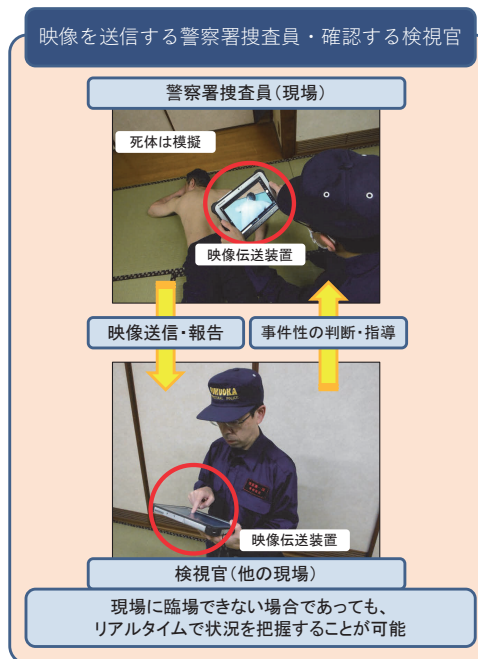 映像を送信する警察署捜査員・確認する検視官
警察署捜査員(現場)
死体は模擬
映像伝送装置
映像送信・報告
事件性の判断・指導
FUKUOKA
映像伝送装置
検視官(他の現場)
現場に臨場できない場合であっても、
リアルタイムで状況を把握することが可能